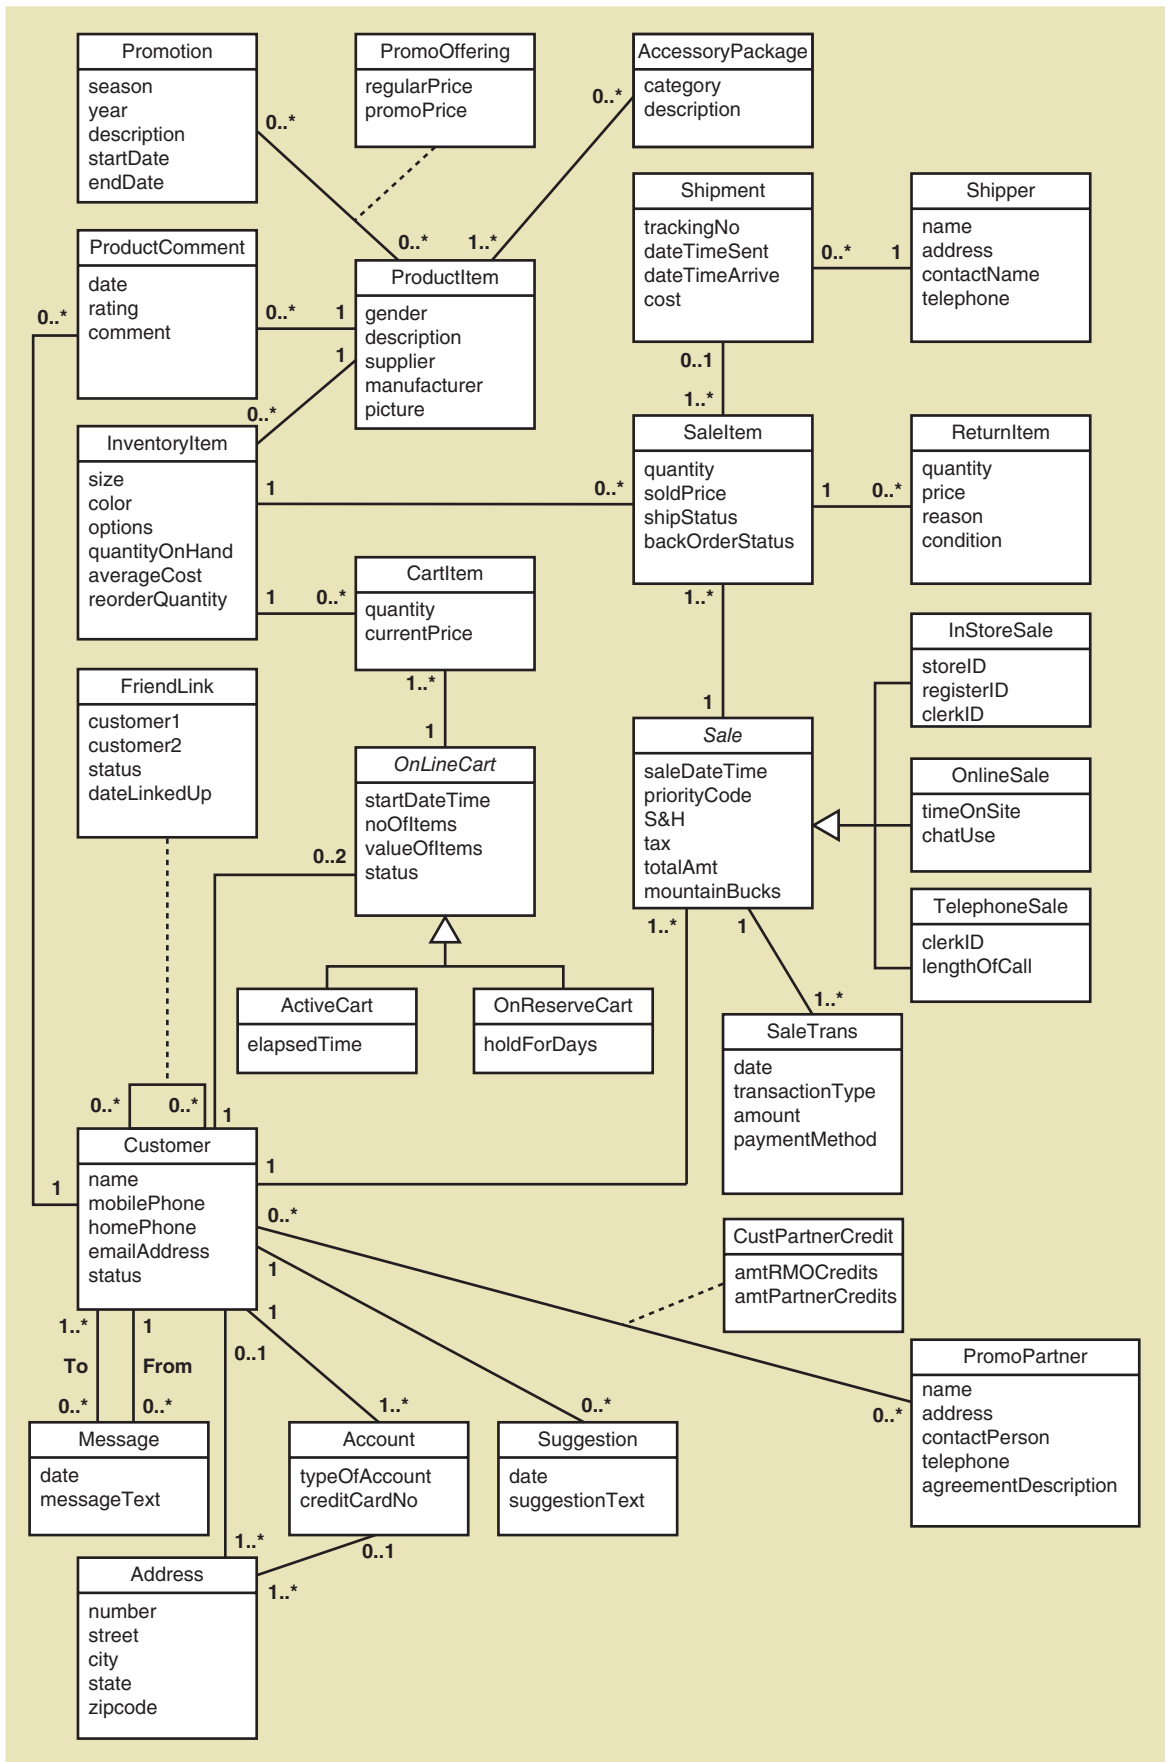 Promotion
season
year
description
startDate
endDate
0..*
PromoOffering
regularPrice
promoPrice
AccessoryPackage
category
description
0..*
0..*
1..*
Shipment
trackingNo
dateTimeSent
dateTimeArrive
cost
0..*
1
Shipper
name
address
contactName
telephone
ProductComment
date
rating
comment
0..*
0..*
1
1
ProductItem
gender
description
supplier
manufacturer
picture
0..1
1..*
0..*
InventoryItem
size
color
options
quantityOnHand
averageCost
reorderQuantity
1
0..*
SaleItem
quantity
soldPrice
shipStatus
backOrderStatus
1
0..*
ReturnItem
quantity
price
reason
condition
1
0..*
CartItem
quantity
currentPrice
1..*
1
1..*
1
InStoreSale
storeID
registerID
clerkID
FriendLink
customer1
customer2
status
dateLinkedUp
OnLineCart
startDateTime
noOfItems
valueOfItems
status
0..2
Sale
saleDateTime
priorityCode
S&H
tax
totalAmt
mountainBucks
OnlineSale
timeOnSite
chatUse
TelephoneSale
clerkID
lengthOfCall
1..*
1
1..*
ActiveCart
elapsedTime
OnReserveCart
holdForDays
SaleTrans
date
transactionType
amount
paymentMethod
0..*
0..*
1
Customer
name
mobilePhone
homePhone
emailAddress
status
1
1
0..*
1
1
CustPartnerCredit
amtRMOCredits
amtPartnerCredits
1..*
1
0..1
To
From
0..*
0..*
1..*
0..*
0..*
PromoPartner
name
address
contactPerson
telephone
agreementDescription
Message
date
messageText
Account
typeOfAccount
creditCardNo
Suggestion
date
suggestionText
1..*
0..1
1..*
Address
number
street
city
state
zipcode